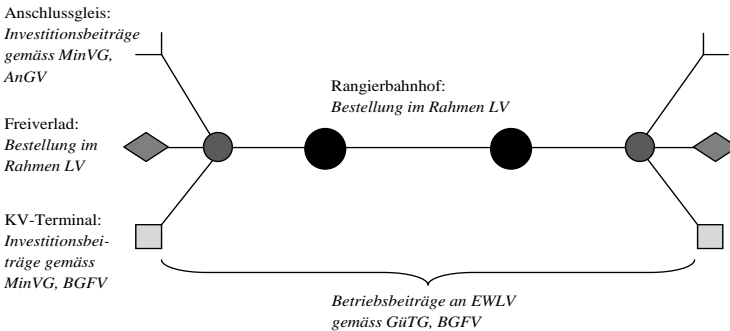 Anschlussgleis:
Investitionsbeiträge
gemäss MinVG,
AnGV
Rangierbahnhof:
Bestellung im Rahmen LV
Freiverlad:
Bestellung im
Rahmen LV
KV-Terminal:
Investitionsbei-
träge gemäss
MinVG, BGFV
Betriebsbeiträge an EWLV
gemäss GüTG, BGFV